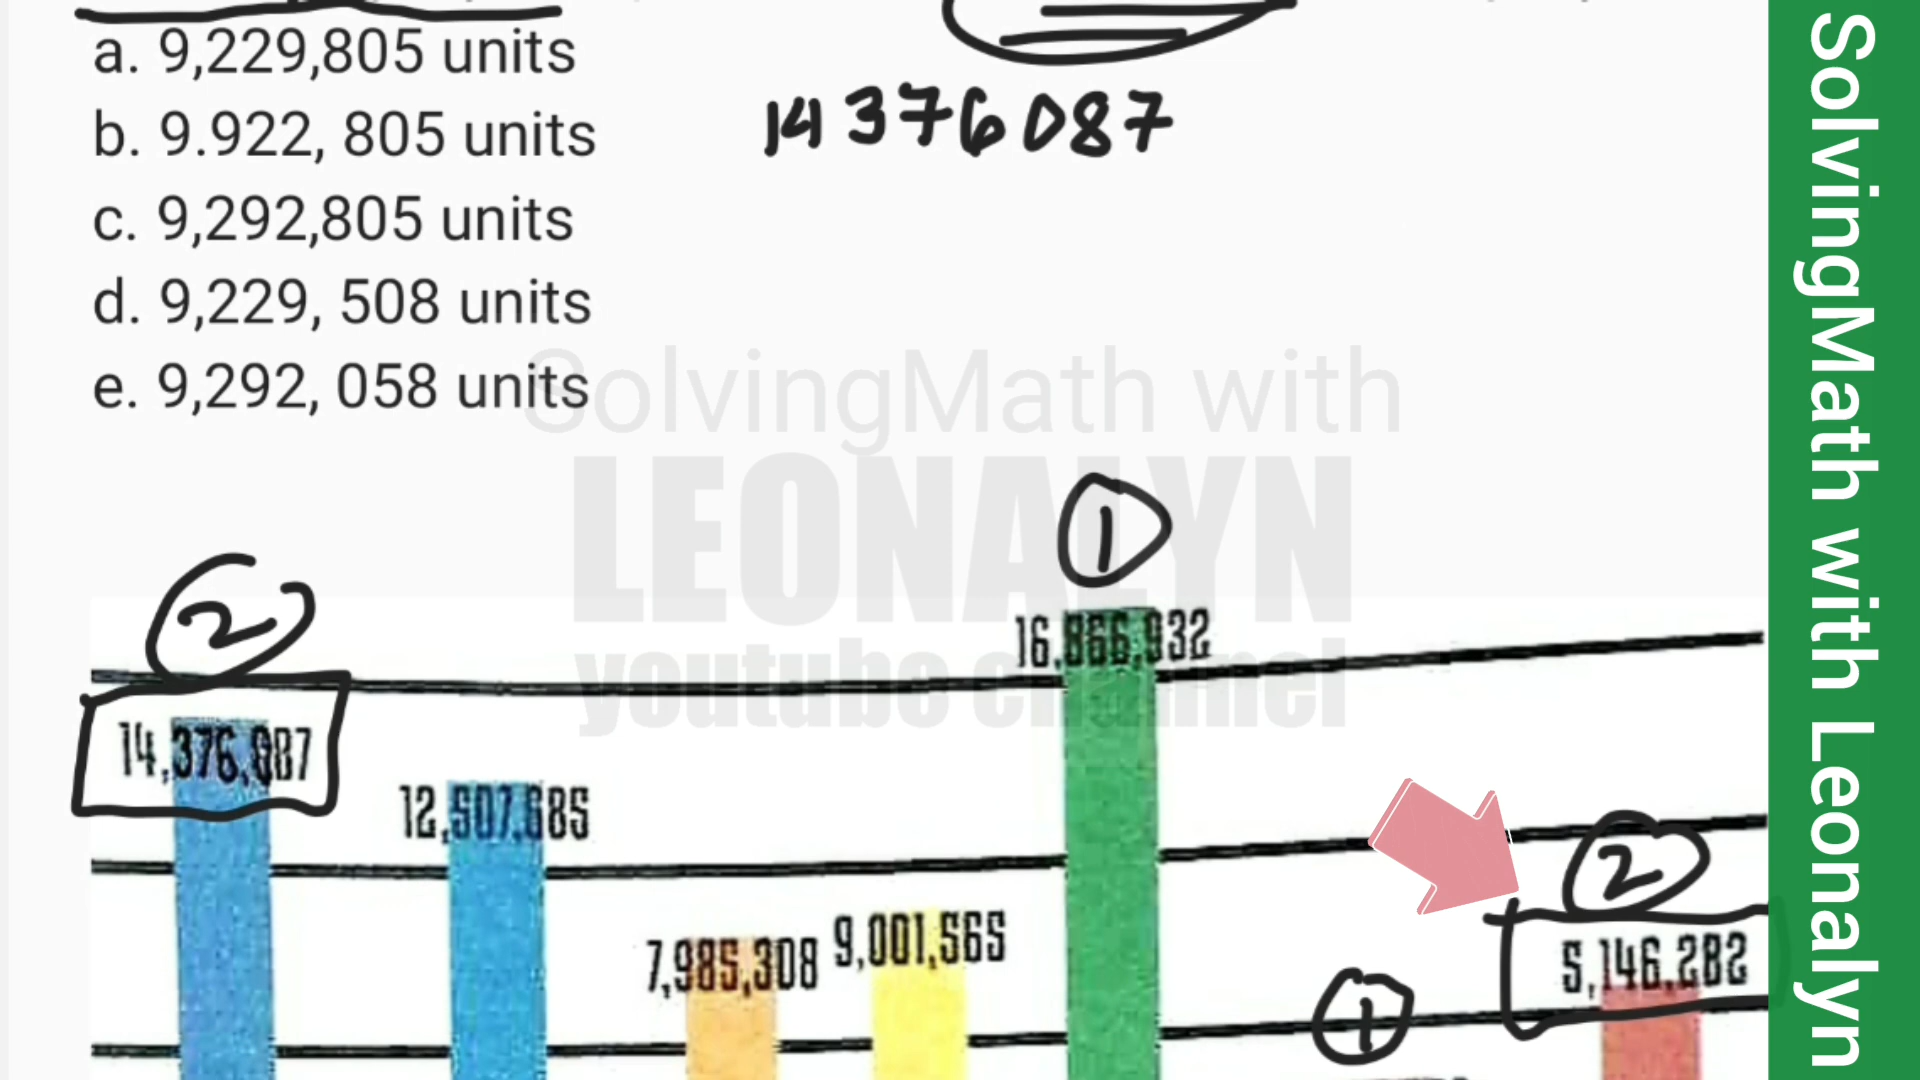 a. 9,229,805 units
b. 9.922, 805 units
c. 9,292,805 units
d. 9,229, 508 units
e. 9,292, 058 units
14376087
SolvingMath with
LEONALYN
youtube channel
1
2
16,866,932
14,376,087
12,507,685
7,985,308
9,001,565
2
5,146,282
1
SolvingMath with Leonalyn